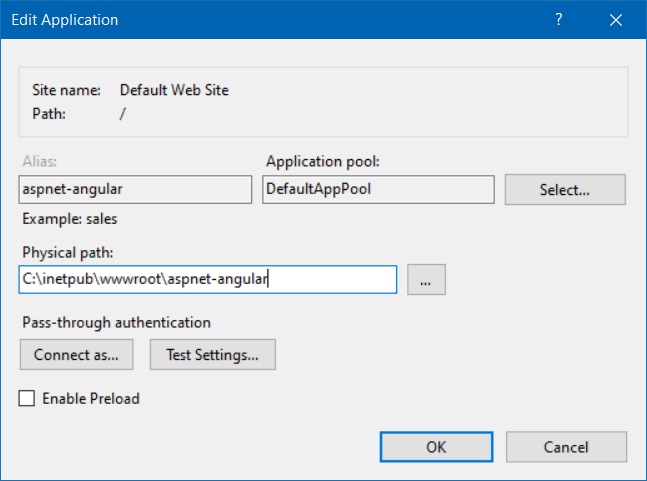 Edit Application
?
Site name: Default Web Site
Path: /
Alias: Application pool:
aspnet-angular DefaultAppPool Select...
Example: sales
Physical path:
C:\inetpub\wwwroot\aspnet-angular ...
Pass-through authentication
Connect as... Test Settings...
Enable Preload
OK Cancel